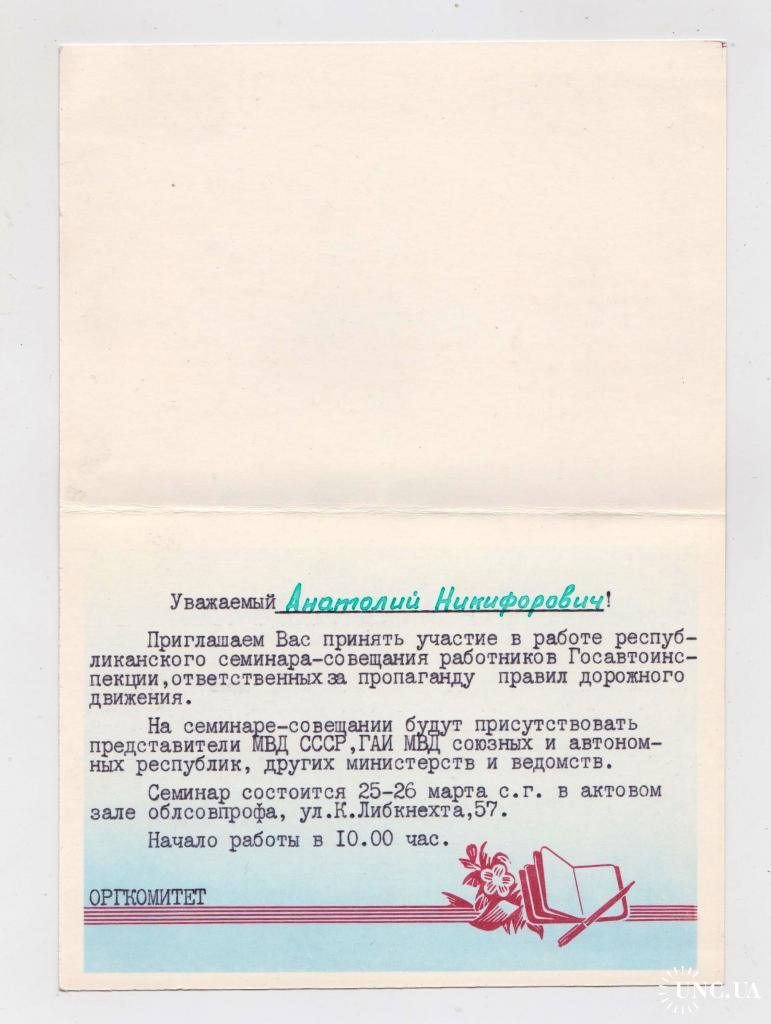 Уважаемый Анатолий Никифорович!
Приглашаем Вас принять участие в работе респуб-
ликанского семинара-совещания работников Госавтоинс-
пекции,ответственных за пропаганду правил дорожного
движения.
На семинаре-совещании будут присутствовать
представители МВД СССР,ГАИ МВД союзных и автоном-
ных республик, других министерств и ведомств.
Семинар состоится 25-26 марта с.г. в актовом
зале облсовпрофа, ул.К.Либкнехта,57.
Начало работы в I0.00 час.
ОРГКОМИТЕТ
UNC.UA